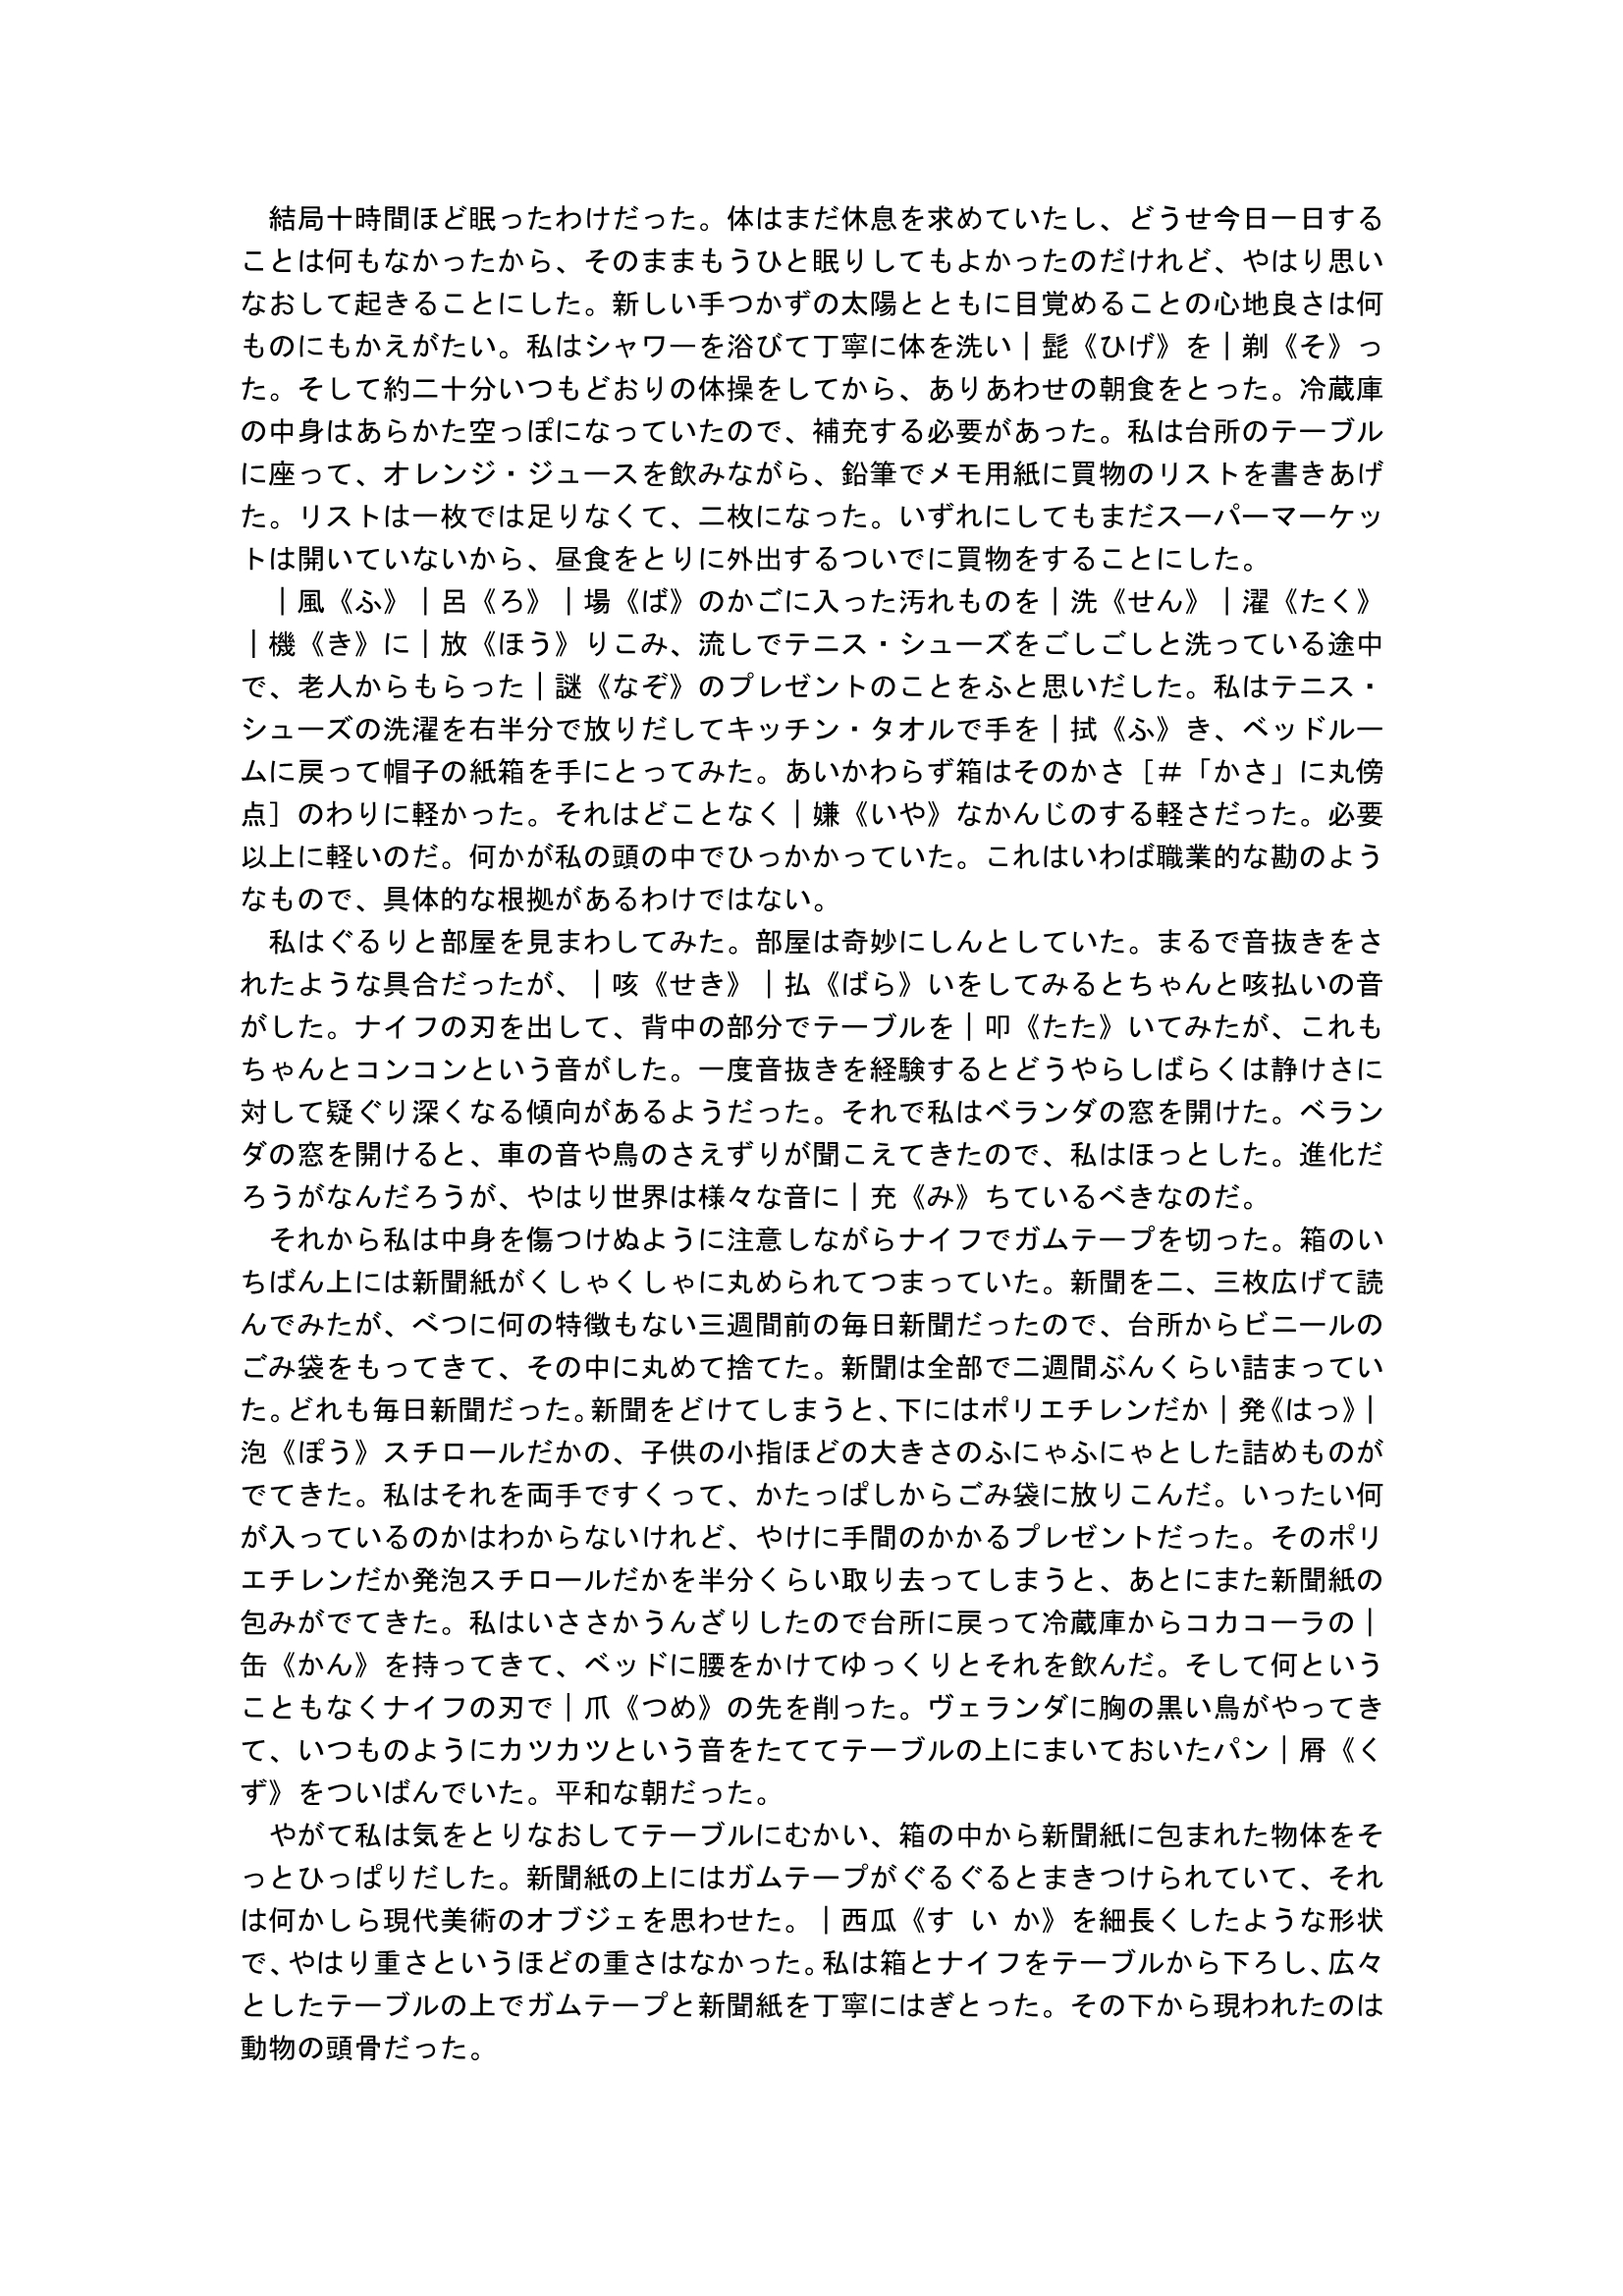 結局十時間ほど眠ったわけだった。体はまだ休息を求めていたし、どうせ今日一日する
ことは何もなかったから、そのままもうひと眠りしてもよかったのだけれど、やはり思い
なおして起きることにした。新しい手つかずの太陽とともに目覚めることの心地良さは何
ものにもかえがたい。私はシャワーを浴びて丁寧に体を洗い｜髭《ひげ》を｜剃《そ》っ
た。そして約二十分いつもどおりの体操をしてから、ありあわせの朝食をとった。冷蔵庫
の中身はあらかた空っぽになっていたので、補充する必要があった。私は台所のテーブル
に座って、オレンジ・ジュースを飲みながら、鉛筆でメモ用紙に買物のリストを書きあげ
た。リストは一枚では足りなくて、二枚になった。いずれにしてもまだスーパーマーケッ
トは開いていないから、昼食をとりに外出するついでに買物をすることにした。
　｜風《ふ》｜呂《ろ》｜場《ば》のかごに入った汚れものを｜洗《せん》｜濯《たく》
｜機《き》に｜放《ほう》りこみ、流しでテニス・シューズをごしごしと洗っている途中
で、老人からもらった｜謎《なぞ》のプレゼントのことをふと思いだした。私はテニス・
シューズの洗濯を右半分で放りだしてキッチン・タオルで手を｜拭《ふ》き、ベッドルー
ムに戻って帽子の紙箱を手にとってみた。あいかわらず箱はそのかさ［＃「かさ」に丸傍
点］のわりに軽かった。それはどことなく｜嫌《いや》なかんじのする軽さだった。必要
以上に軽いのだ。何かが私の頭の中でひっかかっていた。これはいわば職業的な勘のよう
なもので、具体的な根拠があるわけではない。
　私はぐるりと部屋を見まわしてみた。部屋は奇妙にしんとしていた。まるで音抜きをさ
れたような具合だったが、｜咳《せき》｜払《ばら》いをしてみるとちゃんと咳払いの音
がした。ナイフの刃を出して、背中の部分でテーブルを｜叩《たた》いてみたが、これも
ちゃんとコンコンという音がした。一度音抜きを経験するとどうやらしばらくは静けさに
対して疑ぐり深くなる傾向があるようだった。それで私はベランダの窓を開けた。ベラン
ダの窓を開けると、車の音や鳥のさえずりが聞こえてきたので、私はほっとした。進化だ
ろうがなんだろうが、やはり世界は様々な音に｜充《み》ちているべきなのだ。
　それから私は中身を傷つけぬように注意しながらナイフでガムテープを切った。箱のい
ちばん上には新聞紙がくしゃくしゃに丸められてつまっていた。新聞を二、三枚広げて読
んでみたが、べつに何の特徴もない三週間前の毎日新聞だったので、台所からビニールの
ごみ袋をもってきて、その中に丸めて捨てた。新聞は全部で二週間ぶんくらい詰まってい
た。どれも毎日新聞だった。新聞をどけてしまうと、下にはポリエチレンだか｜発《はっ》｜
泡《ぽう》スチロールだかの、子供の小指ほどの大きさのふにゃふにゃとした詰めものが
でてきた。私はそれを両手ですくって、かたっぱしからごみ袋に放りこんだ。いったい何
が入っているのかはわからないけれど、やけに手間のかかるプレゼントだった。そのポリ
エチレンだか発泡スチロールだかを半分くらい取り去ってしまうと、あとにまた新聞紙の
包みがでてきた。私はいささかうんざりしたので台所に戻って冷蔵庫からコカコーラの｜
缶《かん》を持ってきて、ベッドに腰をかけてゆっくりとそれを飲んだ。そして何という
こともなくナイフの刃で｜爪《つめ》の先を削った。ヴェランダに胸の黒い鳥がやってき
て、いつものようにカツカツという音をたててテーブルの上にまいておいたパン｜屑《く
ず》をついばんでいた。平和な朝だった。
　やがて私は気をとりなおしてテーブルにむかい、箱の中から新聞紙に包まれた物体をそ
っとひっぱりだした。新聞紙の上にはガムテープがぐるぐるとまきつけられていて、それ
は何かしら現代美術のオブジェを思わせた。｜西瓜《す い か》を細長くしたような形状
で、やはり重さというほどの重さはなかった。私は箱とナイフをテーブルから下ろし、広々
としたテーブルの上でガムテープと新聞紙を丁寧にはぎとった。その下から現われたのは
動物の頭骨だった。